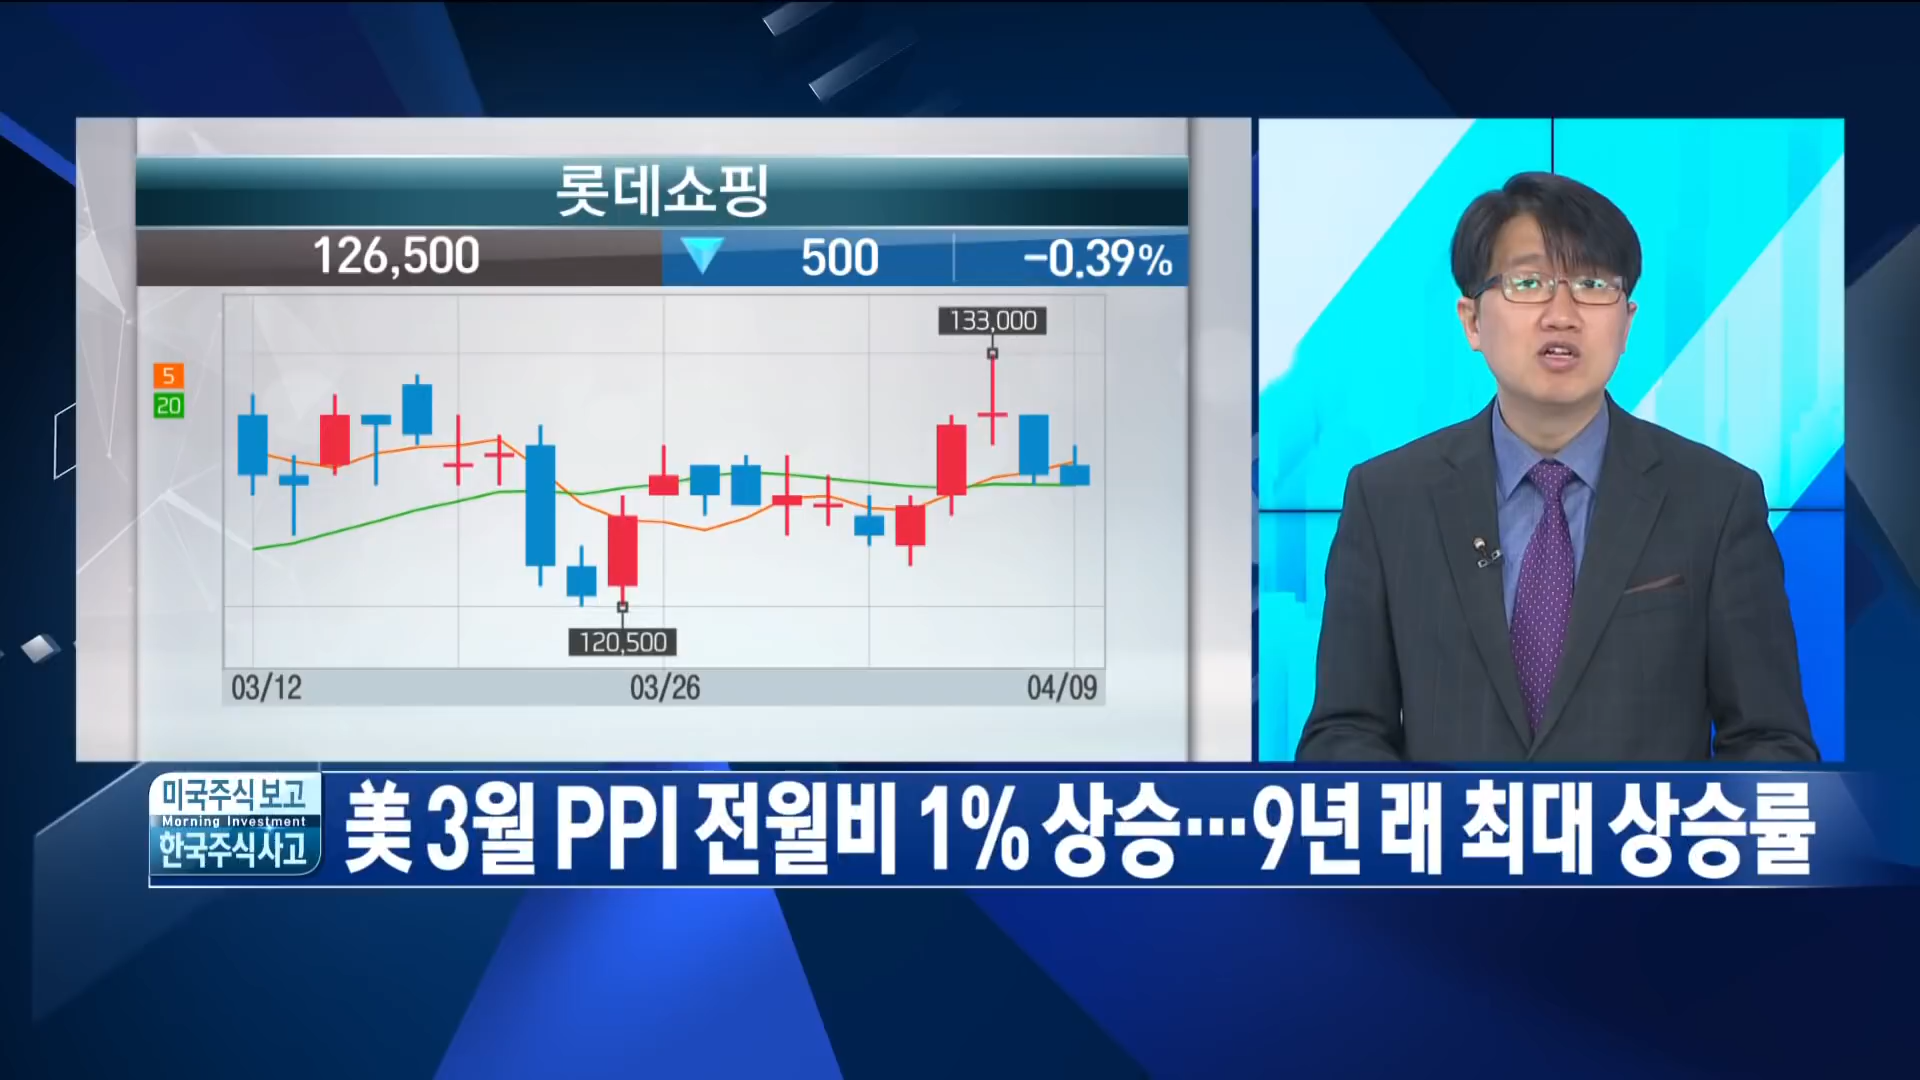 롯데쇼핑
126,500 ▼ 500 -0.39%
133,000
5
20
120,500
03/12 03/26 04/09
미국주식 보고
Morning Investment
한국주식 사고
美 3월 PPI 전월비 1% 상승…9년 래 최대 상승률